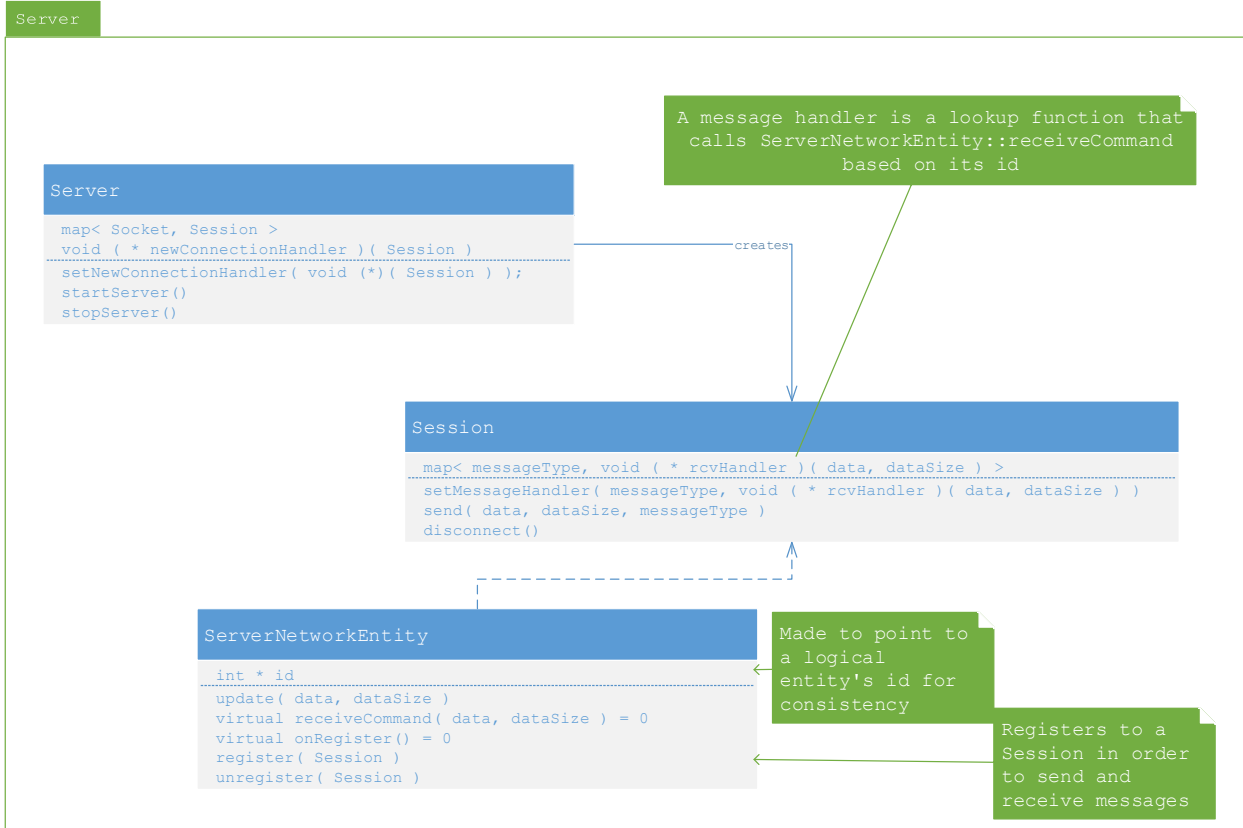 Server
A message handler is a lookup function that
calls ServerNetworkEntity::receiveCommand
based on its id
Server
map< Socket, Session >
void ( * newConnectionHandler )( Session )
setNewConnectionHandler( void (*)( Session ) );
startServer()
stopServer()
creates
Session
map< messageType, void ( * rcvHandler )( data, dataSize ) >
setMessageHandler( messageType, void ( * rcvHandler )( data, dataSize ) )
send( data, dataSize, messageType )
disconnect()
ServerNetworkEntity
int * id
update( data, dataSize )
virtual receiveCommand( data, dataSize ) = 0
virtual onRegister() = 0
register( Session )
unregister( Session )
Made to point to
a logical
entity's id for
consistency
Registers to a
Session in order
to send and
receive messages